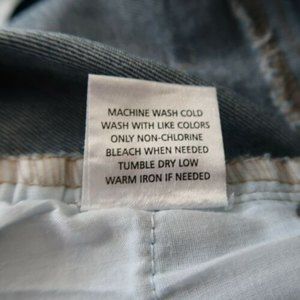 MACHINE WASH COLD
WASH WITH LIKE COLORS
ONLY NON-CHLORINE
BLEACH WHEN NEEDED
TUMBLE DRY LOW
WARM IRON IF NEEDED